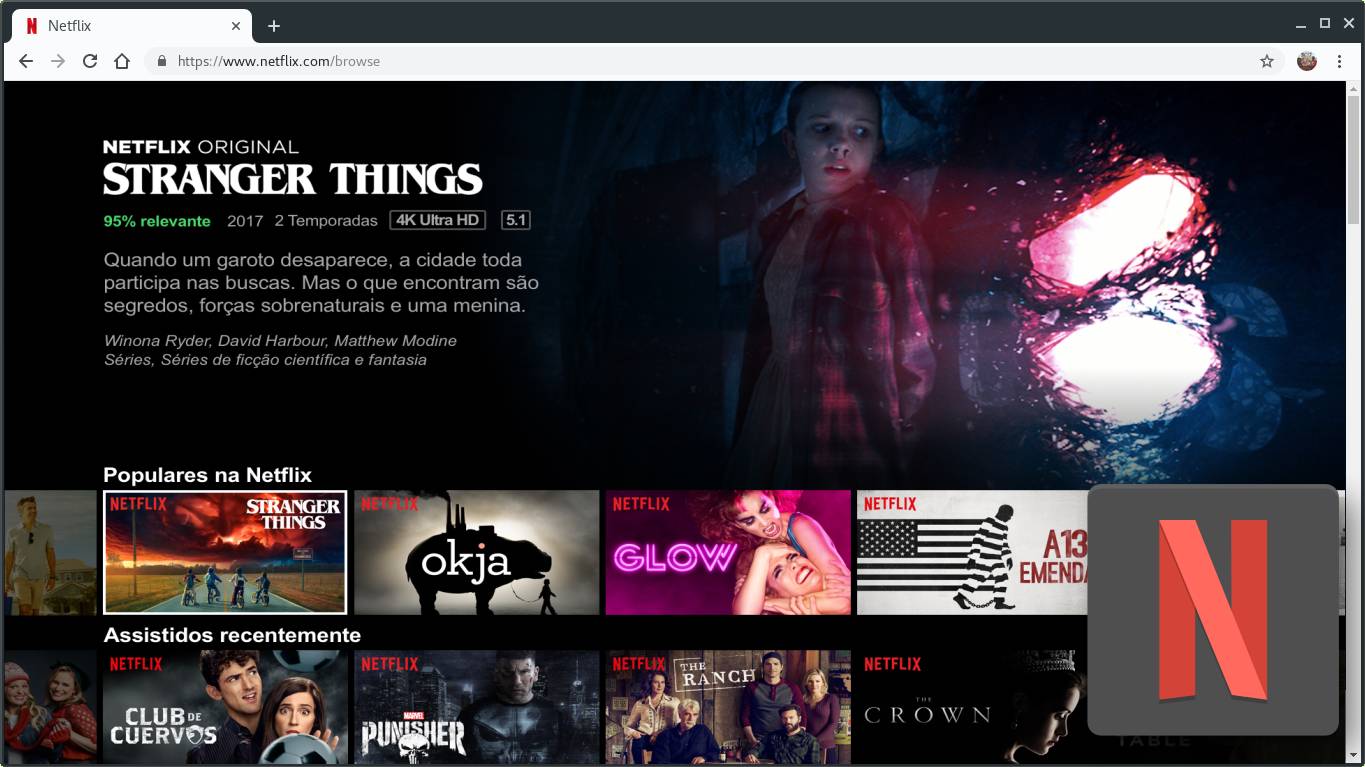 Netflix
https://www.netflix.com/browse
NETFLIX ORIGINAL
STRANGER THINGS
95% relevante 2017 2 Temporadas 4K Ultra HD 5.1
Quando um garoto desaparece, a cidade toda
participa nas buscas. Mas o que encontram são
segredos, forças sobrenaturais e uma menina.
Winona Ryder, David Harbour, Matthew Modine
Séries, Séries de ficção científica e fantasia
Populares na Netflix
NETFLIX
STRANGER
THINGS
NETFLIX
okja
NETFLIX
GLOW
NETFLIX
A13
EMENDA
N
Assistidos recentemente
NETFLIX
CLUB DE
CUERVOS
NETFLIX
MARVEL
PUNISHER
NETFLIX
THE
RANCH
NETFLIX
THE
CROWN
TABLE